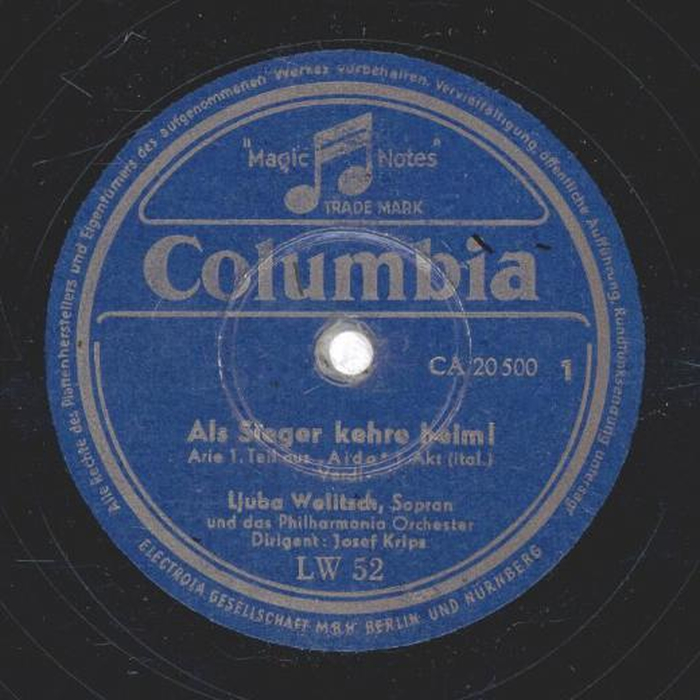 Alle Rechte des Plattenherstellers und Eigentümers des aufgenommenen Werkes vorbehalten. Vervielfältigung, öffentliche Aufführung, Rundfunksendung untersagt
"Magic Notes"
TRADE MARK
Columbia
CA 20 500 1
Als Sieger kehre heim!
Arie 1. Teil aus „Aida" Akt (ital.)
Verdi
Ljuba Welitsch, Sopran
und das Philharmonia Orchester
Dirigent: Josef Krips
LW 52
ELECTROLA GESELLSCHAFT M·B·H· BERLIN UND NÜRNBERG